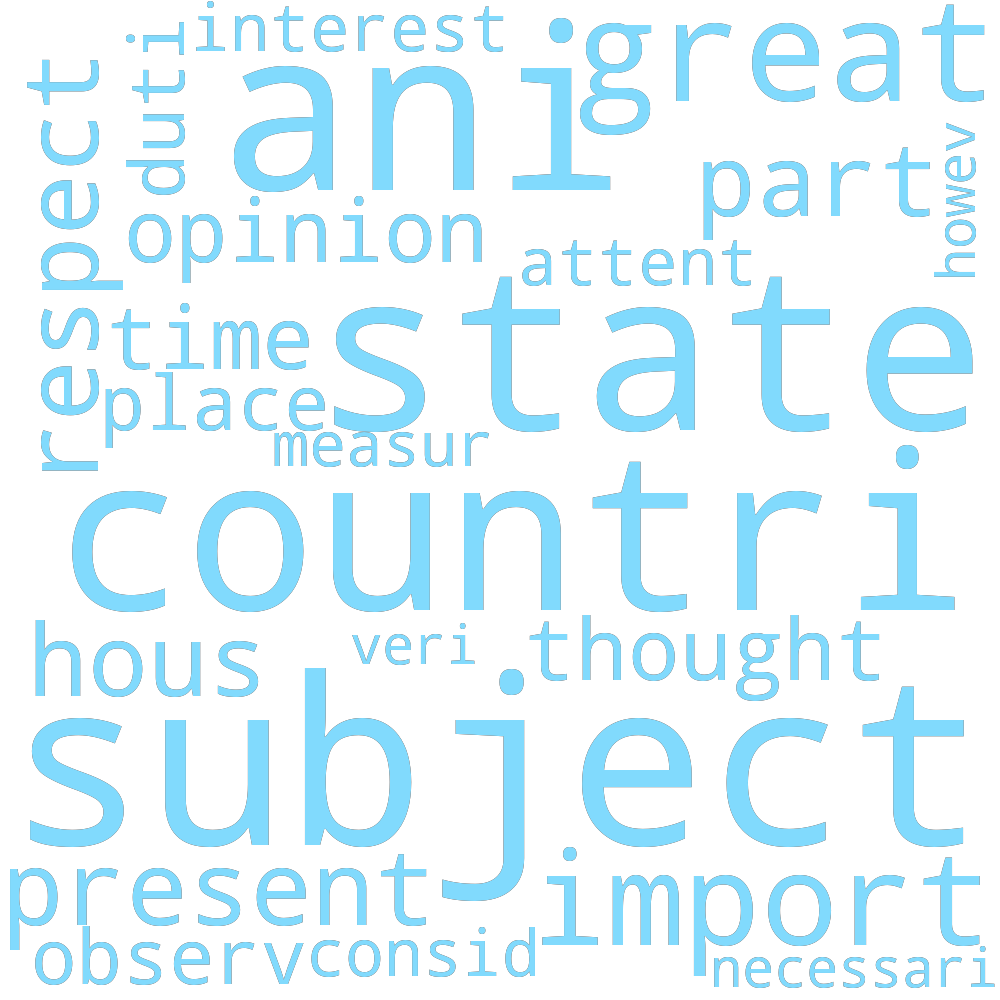 interest
great
ani
duti
respect
part
howev
opinion
attent
state
time
place
measur
countri
hous
veri
thought
subject
present
import
observ
consid
necessari